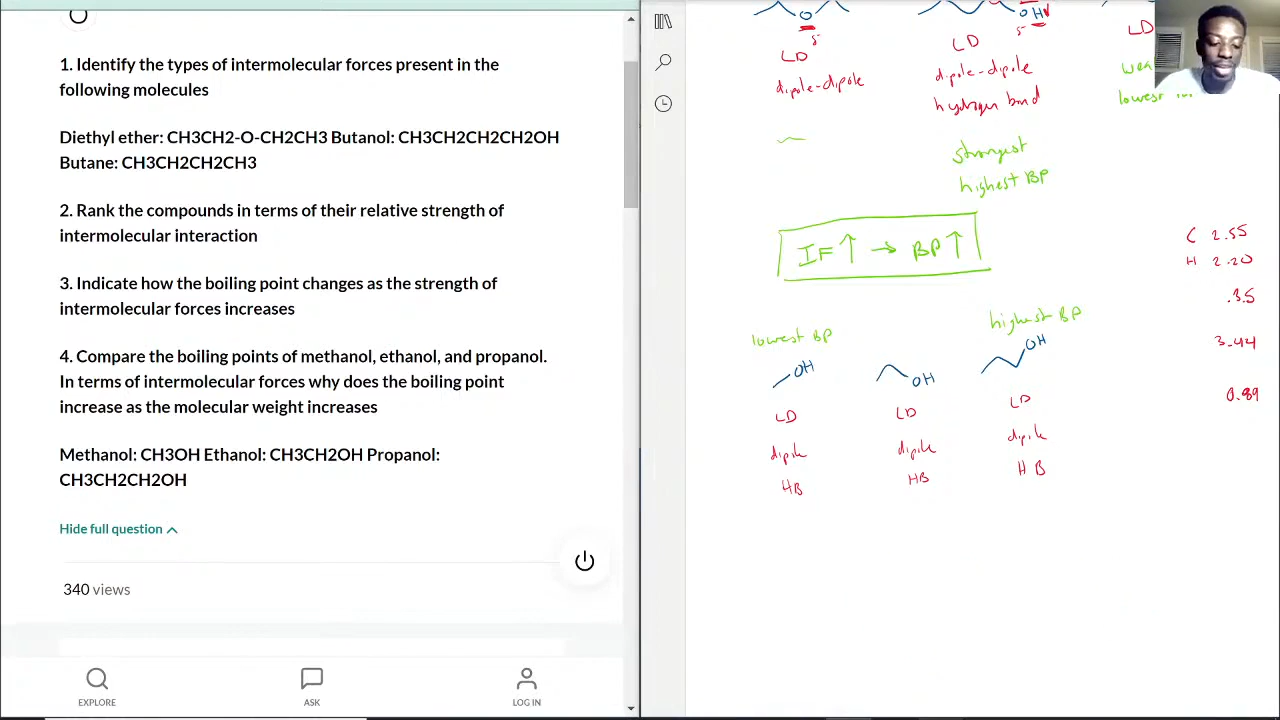 1. Identify the types of intermolecular forces present in the
following molecules
Diethyl ether: CH3CH2-O-CH2CH3 Butanol: CH3CH2CH2CH2OH
Butane: CH3CH2CH2CH3
2. Rank the compounds in terms of their relative strength of
intermolecular interaction
3. Indicate how the boiling point changes as the strength of
intermolecular forces increases
4. Compare the boiling points of methanol, ethanol, and propanol.
In terms of intermolecular forces why does the boiling point
increase as the molecular weight increases
Methanol: CH3OH Ethanol: CH3CH2OH Propanol:
CH3CH2CH2OH
Hide full question
340 views
EXPLORE
ASK
LOG IN
O
OH
LD
dipole-dipole
LD
dipole-dipole
hydrogen bond
strongest
highest BP
LD
lowest
IF ↑ → BP ↑
C 2.55
H 2.20
.35
3.44
0.89
lowest BP
highest BP
OH
OH
OH
LD
LD
LD
dipole
dipole
dipole
HB
HB
HB